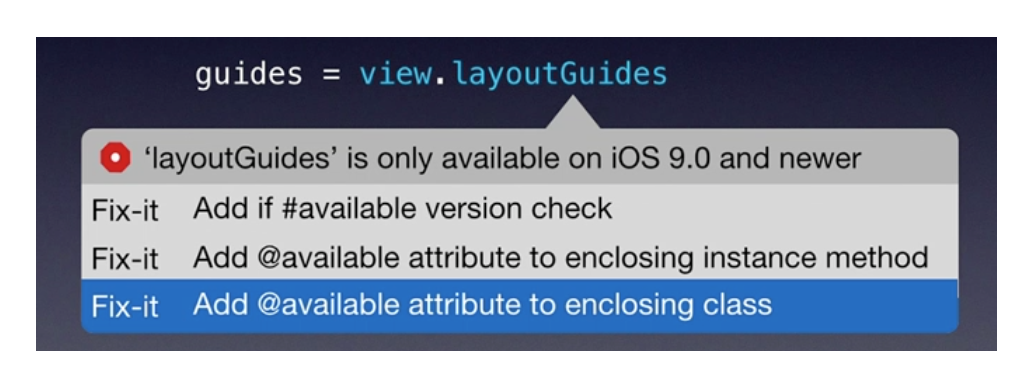 guides = view.layoutGuides
‘layoutGuides’ is only available on iOS 9.0 and newer
Fix-it Add if #available version check
Fix-it Add @available attribute to enclosing instance method
Fix-it Add @available attribute to enclosing class